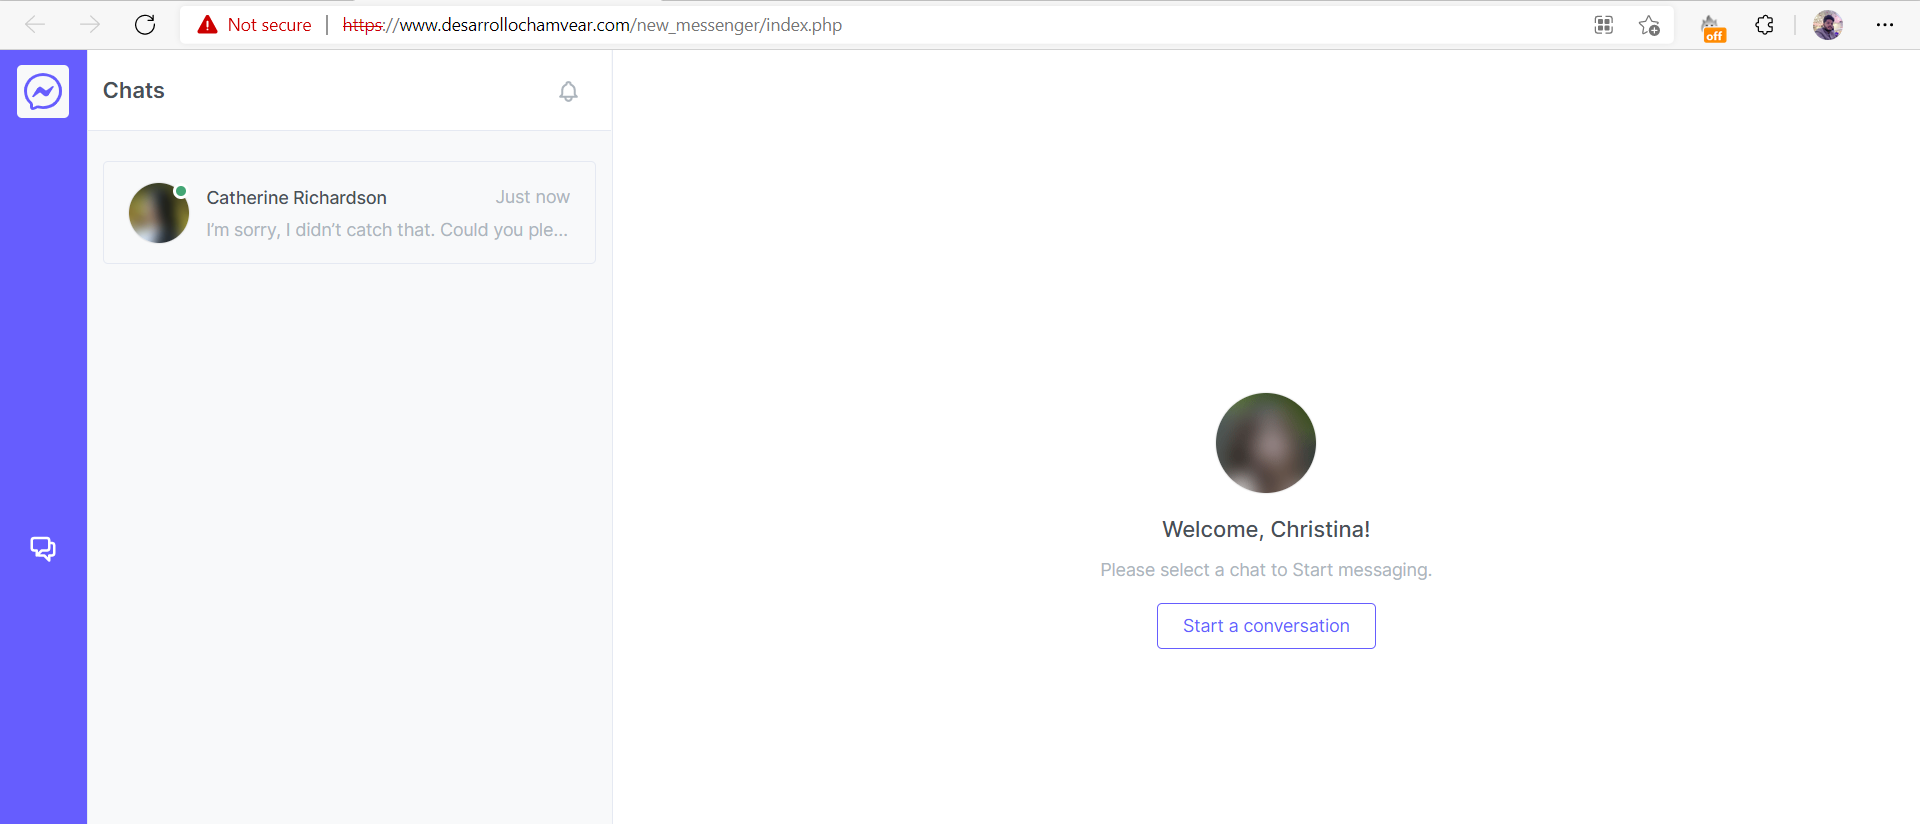 Not secure | https://www.desarrollochamvear.com/new_messenger/index.php
off
Chats
Catherine Richardson Just now
I’m sorry, I didn’t catch that. Could you ple...
Welcome, Christina!
Please select a chat to Start messaging.
Start a conversation